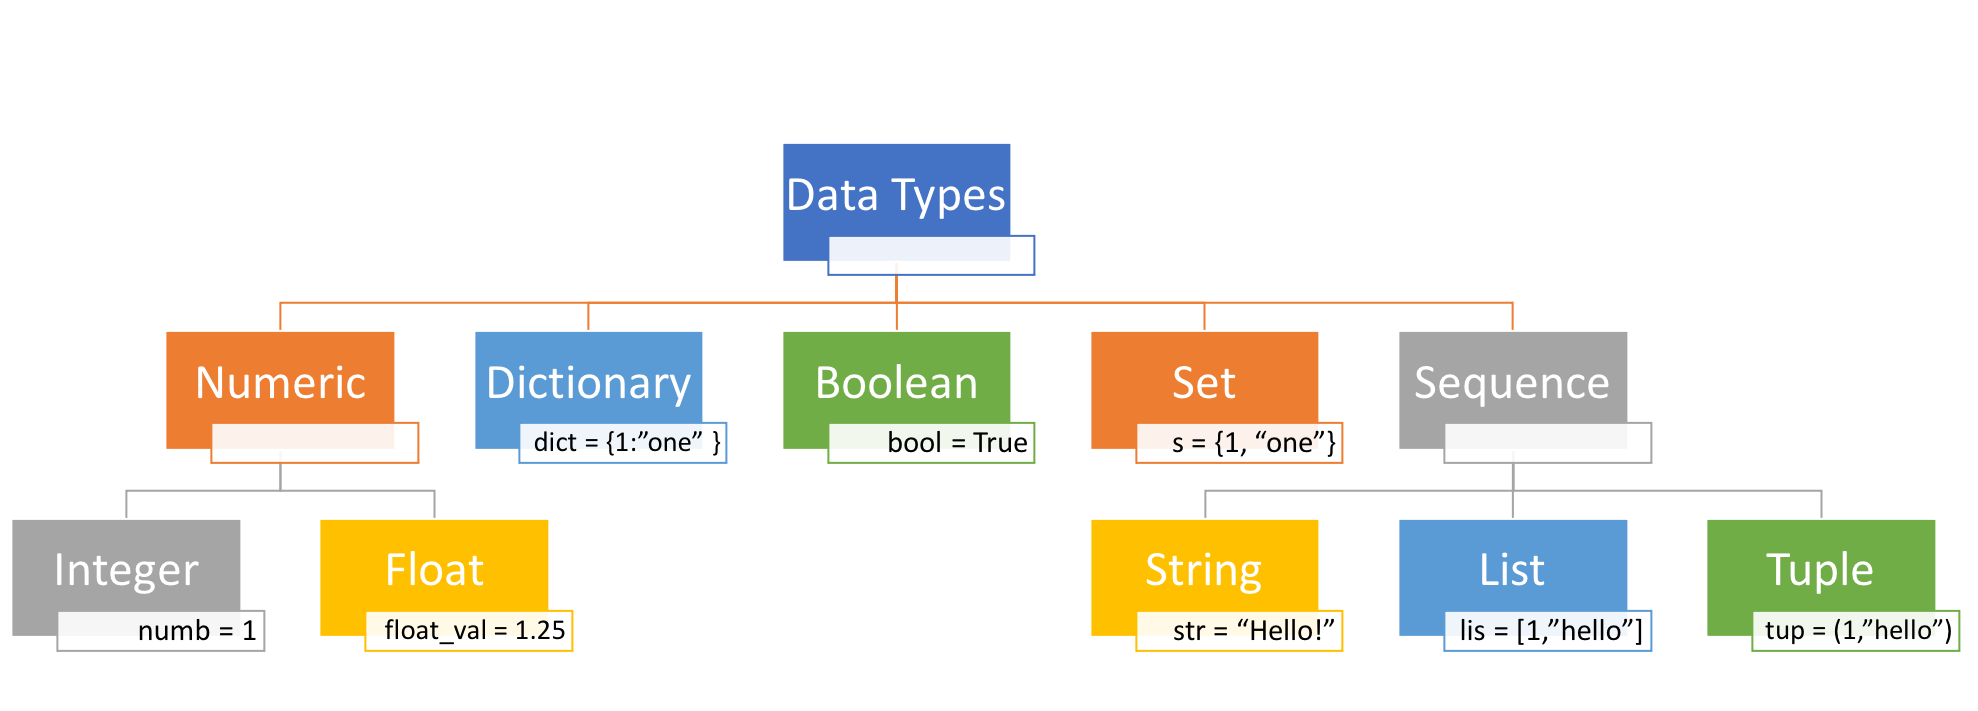 Data Types
Numeric
Dictionary
dict = {1:”one” }
Boolean
bool = True
Set
s = {1, “one”}
Sequence
Integer
numb = 1
Float
float_val = 1.25
String
str = “Hello!”
List
lis = [1,”hello”]
Tuple
tup = (1,”hello”)